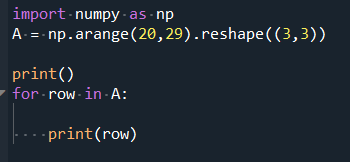 import numpy as np
A = np.arange(20,29).reshape((3,3))
print()
for row in A:
print(row)